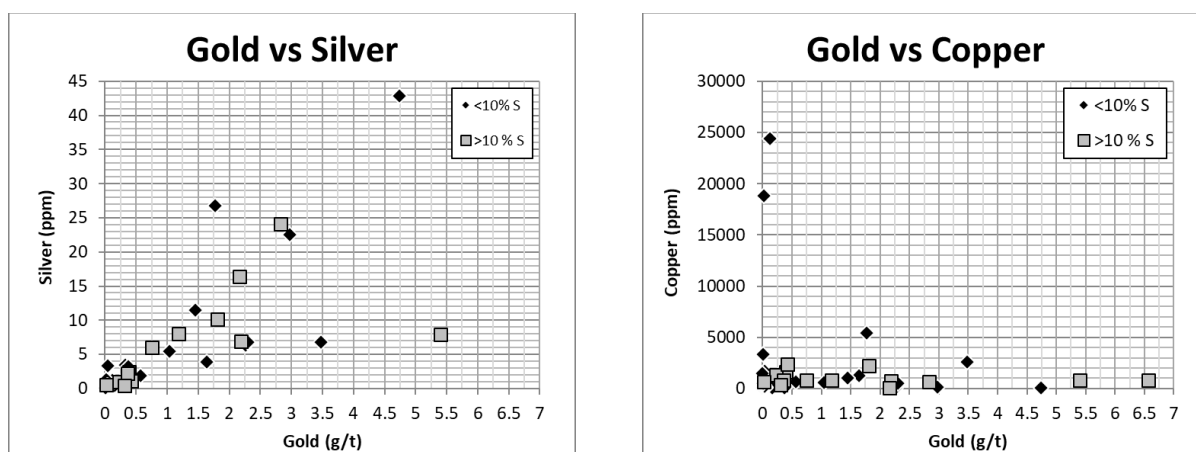 Gold vs Silver
45
40
35
30
25
20
15
10
5
0
Silver (ppm)
<10% S
>10 % S
0 0.5 1 1.5 2 2.5 3 3.5 4 4.5 5 5.5 6 6.5 7
Gold (g/t)
Gold vs Copper
30000
25000
20000
15000
10000
5000
0
Copper (ppm)
<10% S
>10 % S
0 0.5 1 1.5 2 2.5 3 3.5 4 4.5 5 5.5 6 6.5 7
Gold (g/t)